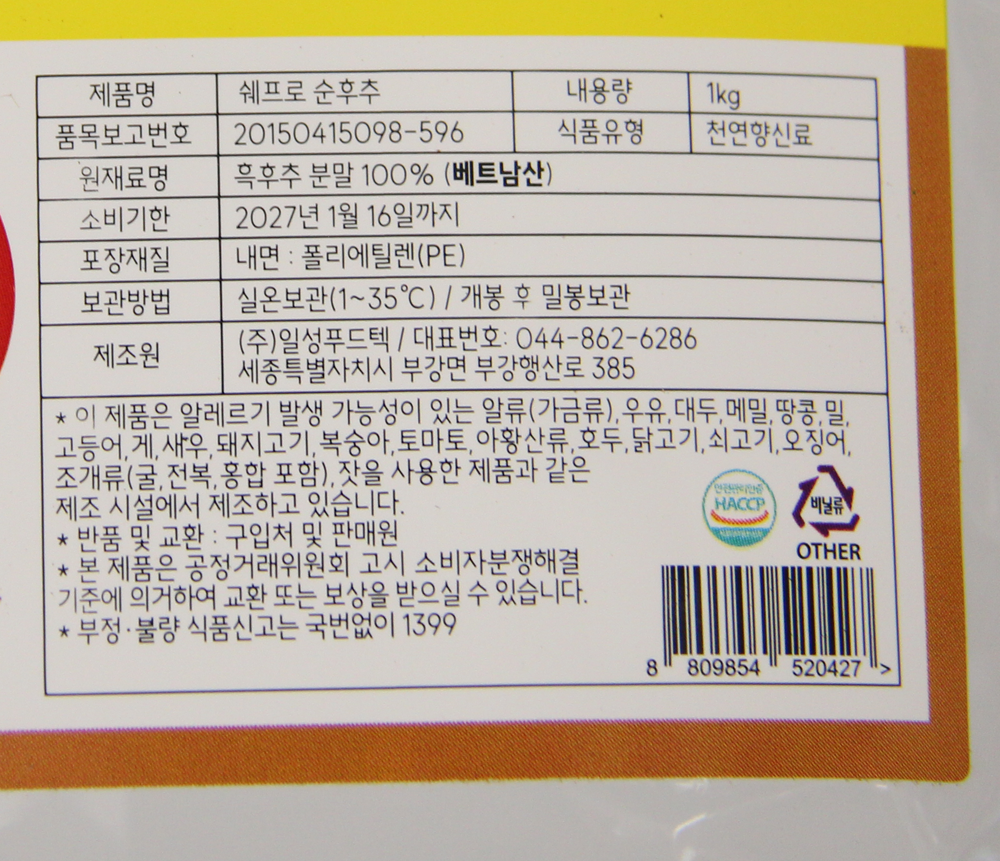 제품명 쉐프로 순후추 내용량 1kg
품목보고번호 20150415098-596 식품유형 천연향신료
원재료명 흑후추 분말 100% (베트남산)
소비기한 2027년 1월 16일까지
포장재질 내면 : 폴리에틸렌(PE)
보관방법 실온보관(1~35℃) / 개봉 후 밀봉보관
제조원 (주)일성푸드텍 / 대표번호: 044-862-6286
세종특별자치시 부강면 부강행산로 385
* 이 제품은 알레르기 발생 가능성이 있는 알류(가금류),우유,대두,메밀,땅콩,밀,
고등어,게,새우,돼지고기,복숭아,토마토,아황산류,호두,닭고기,쇠고기,오징어,
조개류(굴,전복,홍합 포함),잣을 사용한 제품과 같은
제조 시설에서 제조하고 있습니다.
* 반품 및 교환 : 구입처 및 판매원
* 본 제품은 공정거래위원회 고시 소비자분쟁해결
기준에 의거하여 교환 또는 보상을 받으실 수 있습니다.
* 부정·불량 식품신고는 국번없이 1399
HACCP
비닐류
OTHER
8 809854 520427 >